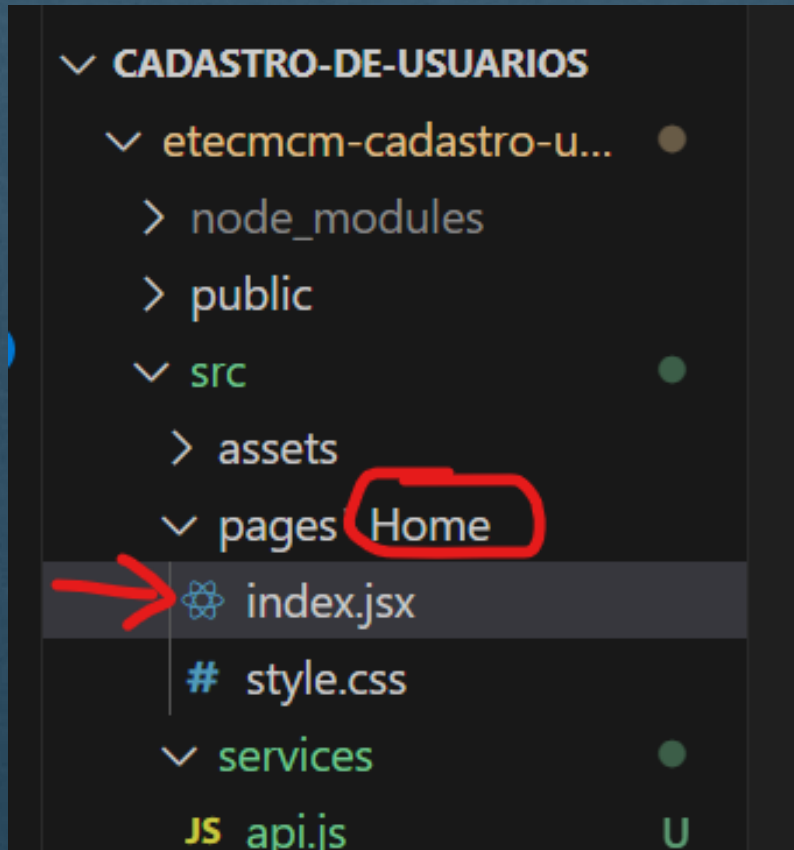 CADASTRO-DE-USUARIOS
etecmcm-cadastro-u...
node_modules
public
src
assets
pages Home
index.jsx
# style.css
services
JS api.js U